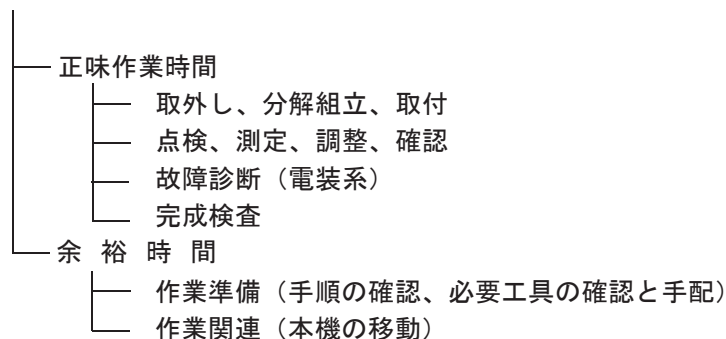 正味作業時間
取外し、分解組立、取付
点検、測定、調整、確認
故障診断（電装系）
完成検査
余 裕 時 間
作業準備（手順の確認、必要工具の確認と手配）
作業関連（本機の移動）